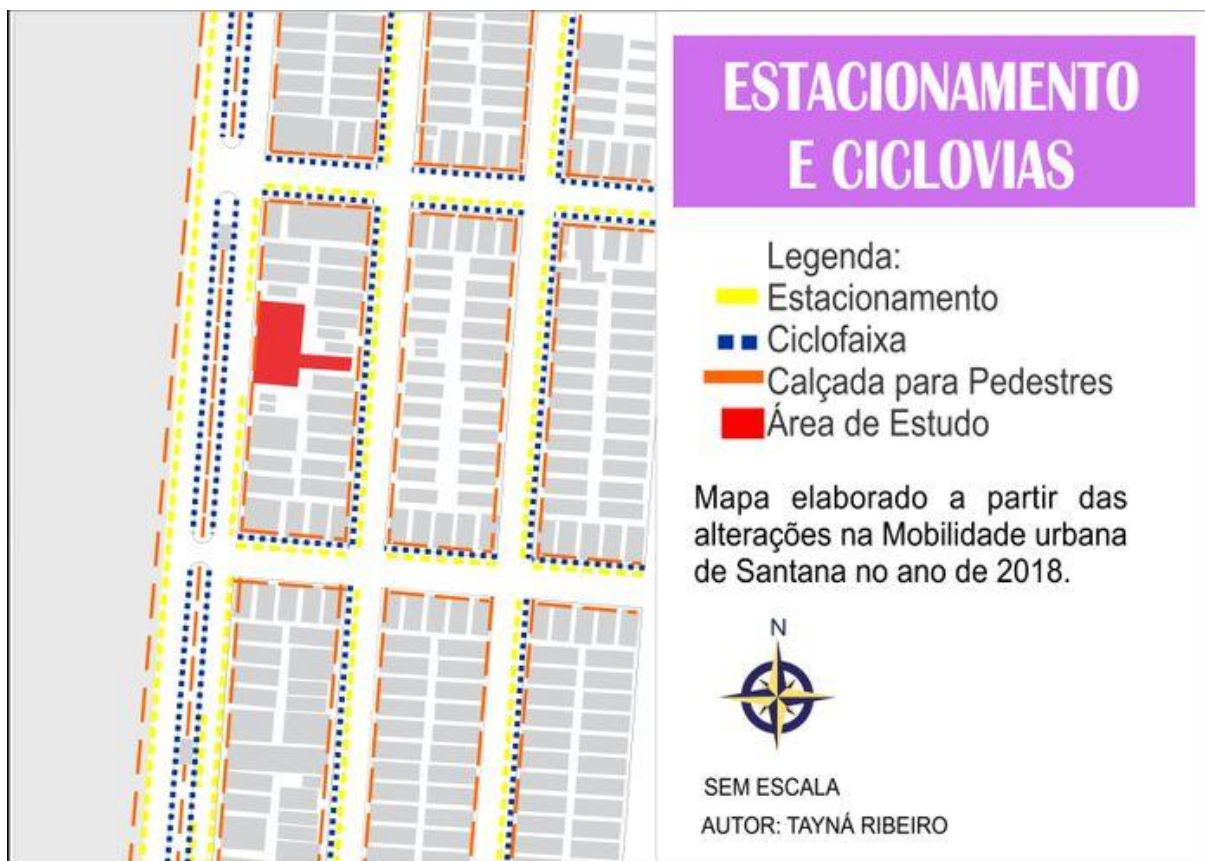 ESTACIONAMENTO
E CICLOVIAS
Legenda:
Estacionamento
Ciclofaixa
Calçada para Pedestres
Área de Estudo
Mapa elaborado a partir das
alterações na Mobilidade urbana
de Santana no ano de 2018.
N
SEM ESCALA
AUTOR: TAYNÁ RIBEIRO